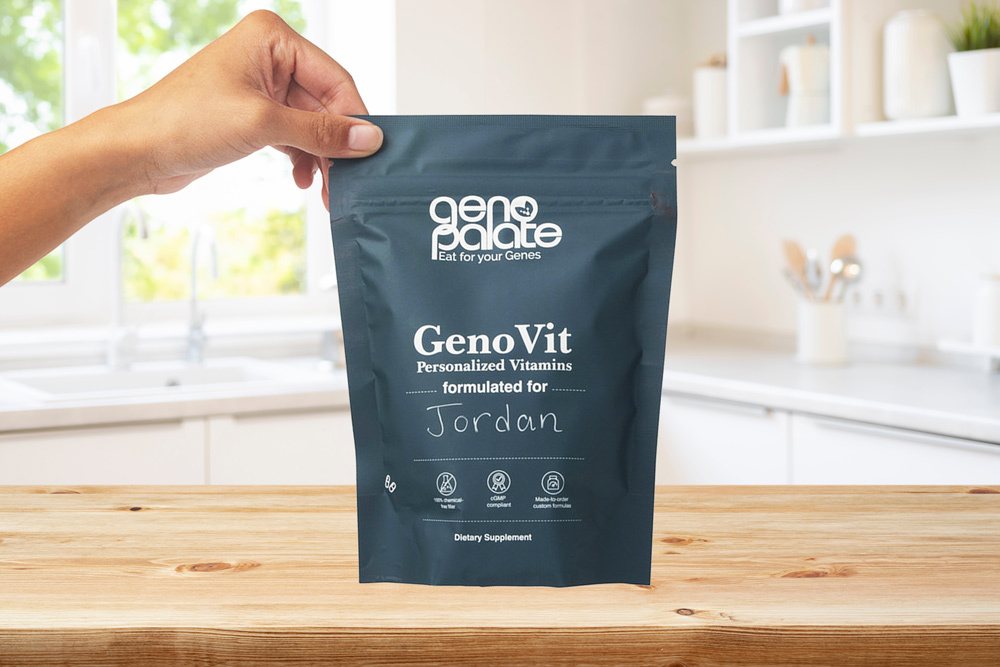 geno
palate
Eat for your Genes
GenoVit
Personalized Vitamins
formulated for
Jordan
100% chemical-
free fiber
cGMP
compliant
Made-to-order
custom formulas
Dietary Supplement